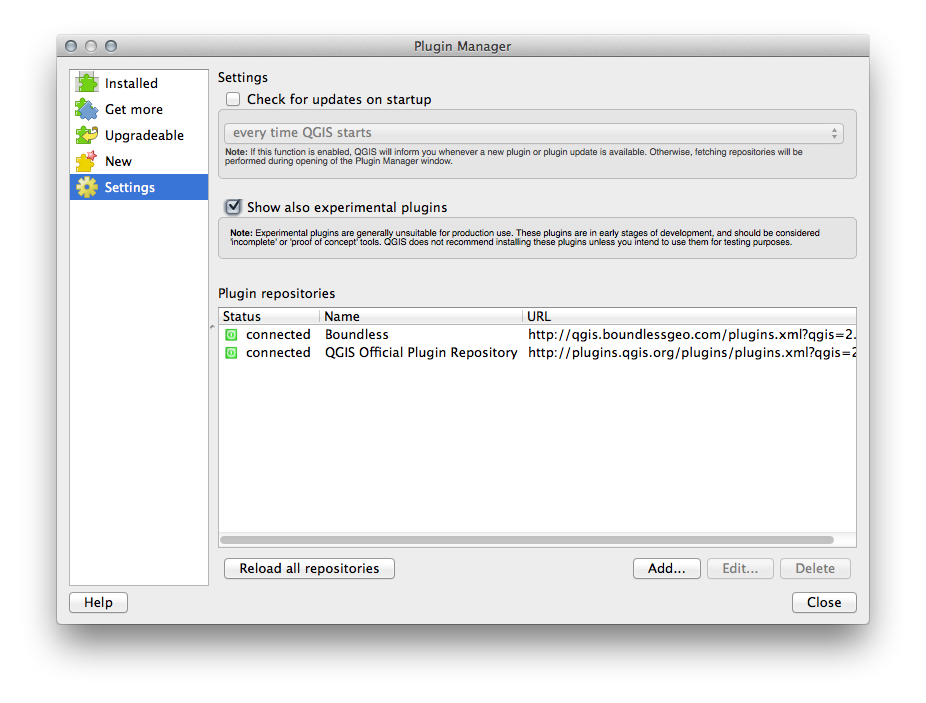 Plugin Manager
Installed
Get more
Upgradeable
New
Settings
Settings
Check for updates on startup
every time QGIS starts
Note: If this function is enabled, QGIS will inform you whenever a new plugin or plugin update is available. Otherwise, fetching repositories will be
performed during opening of the Plugin Manager window.
Show also experimental plugins
Note: Experimental plugins are generally unsuitable for production use. These plugins are in early stages of development, and should be considered
'incomplete' or 'proof of concept' tools. QGIS does not recommend installing these plugins unless you intend to use them for testing purposes.
Plugin repositories
Status Name URL
connected Boundless http://qgis.boundlessgeo.com/plugins.xml?qgis=2.
connected QGIS Official Plugin Repository http://plugins.qgis.org/plugins/plugins.xml?qgis=2
Reload all repositories Add... Edit... Delete
Help Close